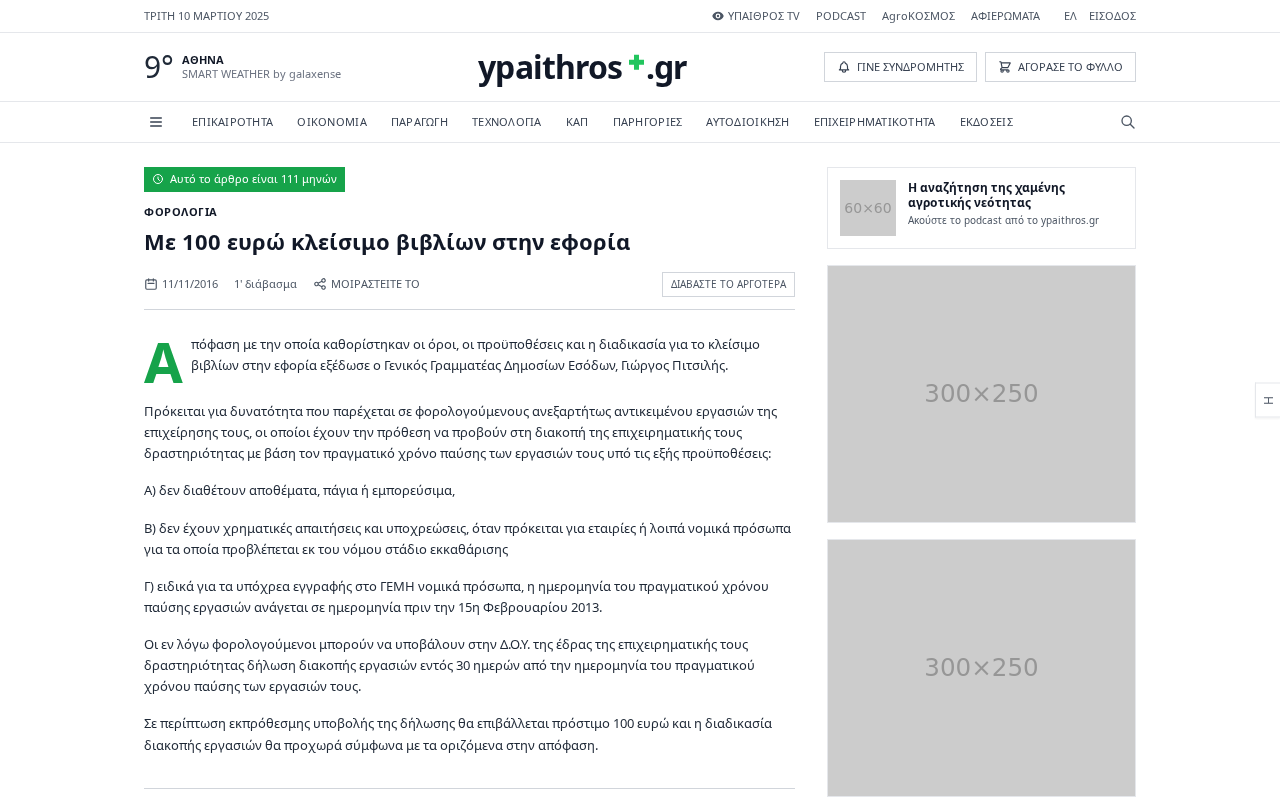 ΤΡΙΤΗ 10 ΜΑΡΤΙΟΥ 2025
ΥΠΑΙΘΡΟΣ TV PODCAST AgroΚΟΣΜΟΣ ΑΦΙΕΡΩΜΑΤΑ ΕΛ ΕΙΣΟΔΟΣ
9° ΑΘΗΝΑ
SMART WEATHER by galaxense
ypaithros+.gr
ΓΙΝΕ ΣΥΝΔΡΟΜΗΤΗΣ ΑΓΟΡΑΣΕ ΤΟ ΦΥΛΛΟ
ΕΠΙΚΑΙΡΟΤΗΤΑ ΟΙΚΟΝΟΜΙΑ ΠΑΡΑΓΩΓΗ ΤΕΧΝΟΛΟΓΙΑ ΚΑΠ ΠΑΡΗΓΟΡΙΕΣ ΑΥΤΟΔΙΟΙΚΗΣΗ ΕΠΙΧΕΙΡΗΜΑΤΙΚΟΤΗΤΑ ΕΚΔΟΣΕΙΣ
Αυτό το άρθρο είναι 111 μηνών
ΦΟΡΟΛΟΓΙΑ
Με 100 ευρώ κλείσιμο βιβλίων στην εφορία
11/11/2016 1' διάβασμα ΜΟΙΡΑΣΤΕΙΤΕ ΤΟ ΔΙΑΒΑΣΤΕ ΤΟ ΑΡΓΟΤΕΡΑ
Απόφαση με την οποία καθορίστηκαν οι όροι, οι προϋποθέσεις και η διαδικασία για το κλείσιμο
βιβλίων στην εφορία εξέδωσε ο Γενικός Γραμματέας Δημοσίων Εσόδων, Γιώργος Πιτσιλής.
Πρόκειται για δυνατότητα που παρέχεται σε φορολογούμενους ανεξαρτήτως αντικειμένου εργασιών της
επιχείρησης τους, οι οποίοι έχουν την πρόθεση να προβούν στη διακοπή της επιχειρηματικής τους
δραστηριότητας με βάση τον πραγματικό χρόνο παύσης των εργασιών τους υπό τις εξής προϋποθέσεις:
Α) δεν διαθέτουν αποθέματα, πάγια ή εμπορεύσιμα,
Β) δεν έχουν χρηματικές απαιτήσεις και υποχρεώσεις, όταν πρόκειται για εταιρίες ή λοιπά νομικά πρόσωπα
για τα οποία προβλέπεται εκ του νόμου στάδιο εκκαθάρισης
Γ) ειδικά για τα υπόχρεα εγγραφής στο ΓΕΜΗ νομικά πρόσωπα, η ημερομηνία του πραγματικού χρόνου
παύσης εργασιών ανάγεται σε ημερομηνία πριν την 15η Φεβρουαρίου 2013.
Οι εν λόγω φορολογούμενοι μπορούν να υποβάλουν στην Δ.Ο.Υ. της έδρας της επιχειρηματικής τους
δραστηριότητας δήλωση διακοπής εργασιών εντός 30 ημερών από την ημερομηνία του πραγματικού
χρόνου παύσης των εργασιών τους.
Σε περίπτωση εκπρόθεσμης υποβολής της δήλωσης θα επιβάλλεται πρόστιμο 100 ευρώ και η διαδικασία
διακοπής εργασιών θα προχωρά σύμφωνα με τα οριζόμενα στην απόφαση.
60×60
Η αναζήτηση της χαμένης
αγροτικής νεότητας
Ακούστε το podcast από το ypaithros.gr
300×250
300×250
H